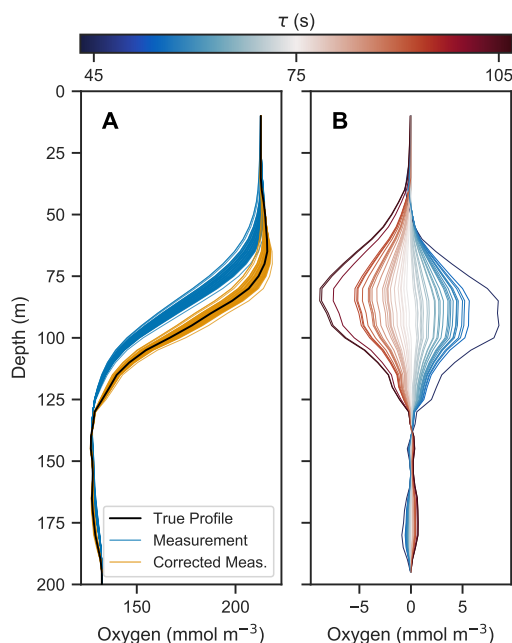 τ (s)
45 75 105
A B
0
25
50
75
100
125
150
175
200
Depth (m)
True Profile
Measurement
Corrected Meas.
150 200
−5 0 5
Oxygen (mmol m⁻³) Oxygen (mmol m⁻³)